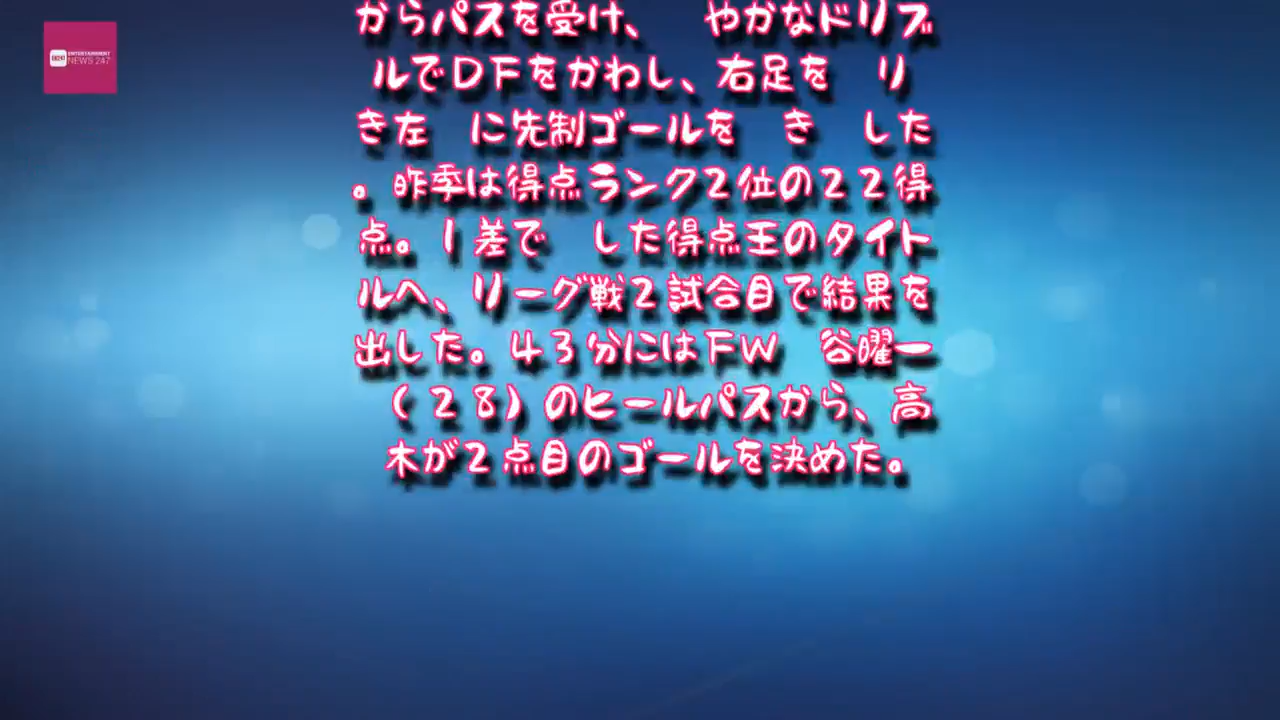 ENTERTAINMENT
NEWS 247
からパスを受け、　やかなドリブ
ルでＤＦをかわし、右足を　り
き左　に先制ゴールを　き　した
。昨季は得点ランク２位の２２得
点。１差で　した得点王のタイト
ルへ、リーグ戦２試合目で結果を
出した。４３分にはＦＷ　谷曜一
（２８）のヒールパスから、高
木が２点目のゴールを決めた。